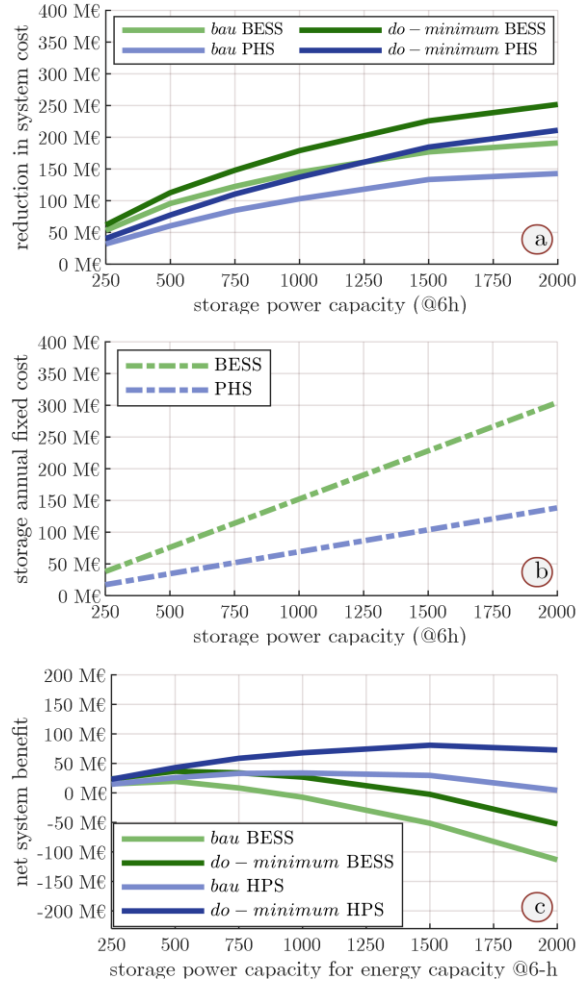 400 M€
350 M€
300 M€
250 M€
200 M€
150 M€
100 M€
50 M€
0 M€
reduction in system cost
bau BESS
bau PHS
do − minimum BESS
do − minimum PHS
a
250 500 750 1000 1250 1500 1750 2000
storage power capacity (@6h)
400 M€
350 M€
300 M€
250 M€
200 M€
150 M€
100 M€
50 M€
0 M€
storage annual fixed cost
BESS
PHS
b
250 500 750 1000 1250 1500 1750 2000
storage power capacity (@6h)
200 M€
150 M€
100 M€
50 M€
0 M€
-50 M€
-100 M€
-150 M€
-200 M€
net system benefit
bau BESS
do − minimum BESS
bau HPS
do − minimum HPS
c
250 500 750 1000 1250 1500 1750 2000
storage power capacity for energy capacity @6-h